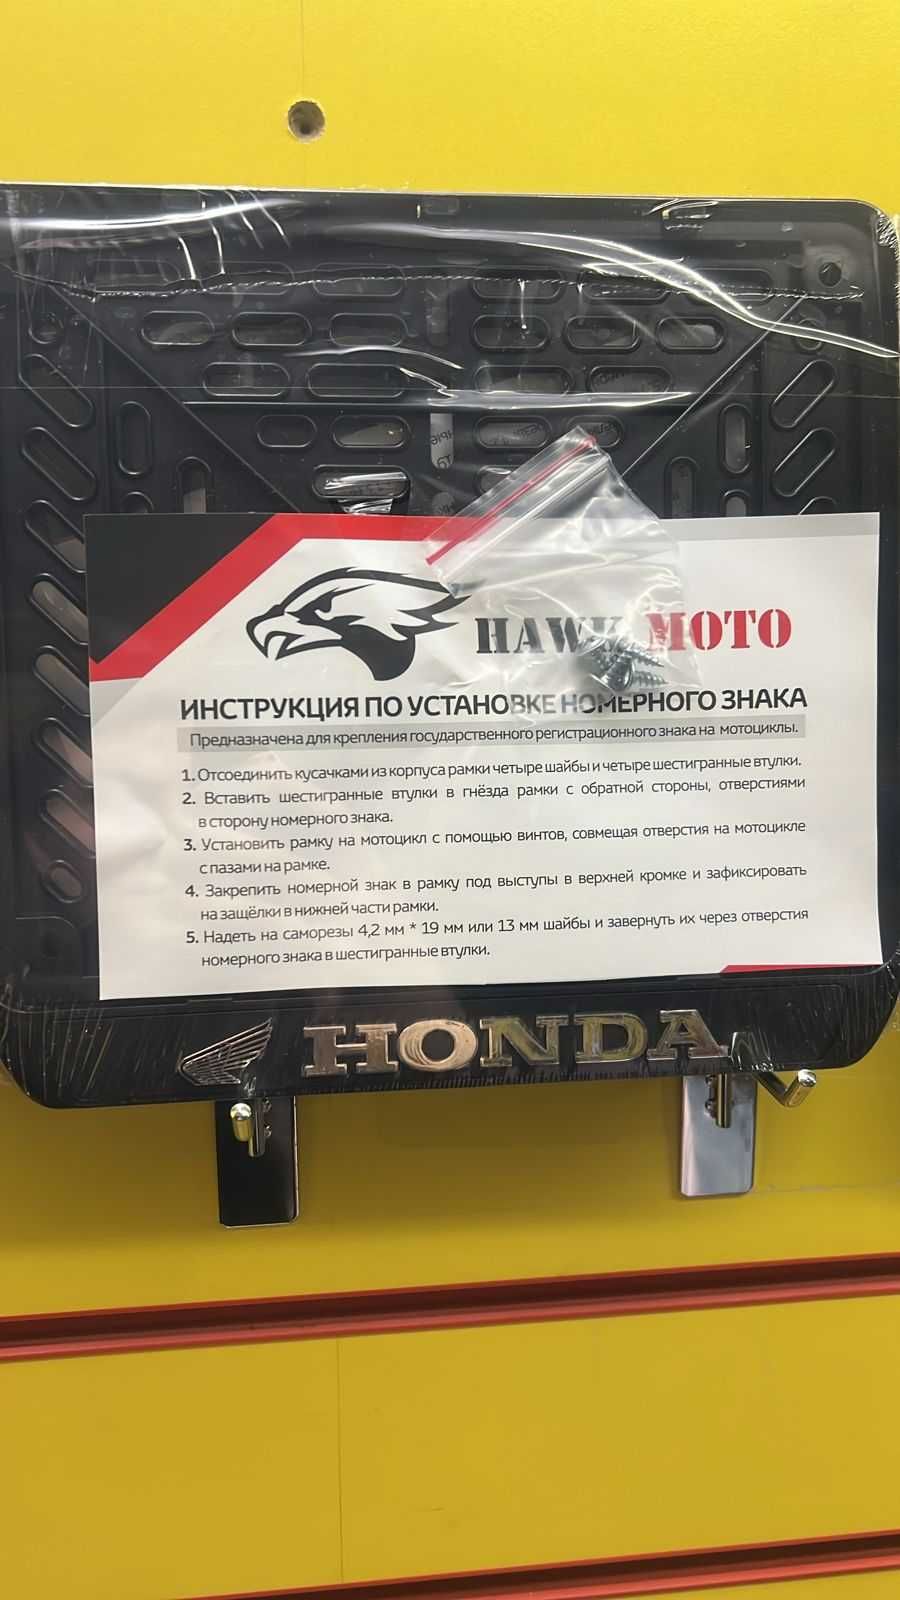 HAWK MOTO
ИНСТРУКЦИЯ ПО УСТАНОВКЕ НОМЕРНОГО ЗНАКА
Предназначена для крепления государственного регистрационного знака на мотоциклы.
1. Отсоединить кусачками из корпуса рамки четыре шайбы и четыре шестигранные втулки.
2. Вставить шестигранные втулки в гнёзда рамки с обратной стороны, отверстиями
в сторону номерного знака.
3. Установить рамку на мотоцикл с помощью винтов, совмещая отверстия на мотоцикле
с пазами на рамке.
4. Закрепить номерной знак в рамку под выступы в верхней кромке и зафиксировать
на защёлки в нижней части рамки.
5. Надеть на саморезы 4,2 мм * 19 мм или 13 мм шайбы и завернуть их через отверстия
номерного знака в шестигранные втулки.
HONDA